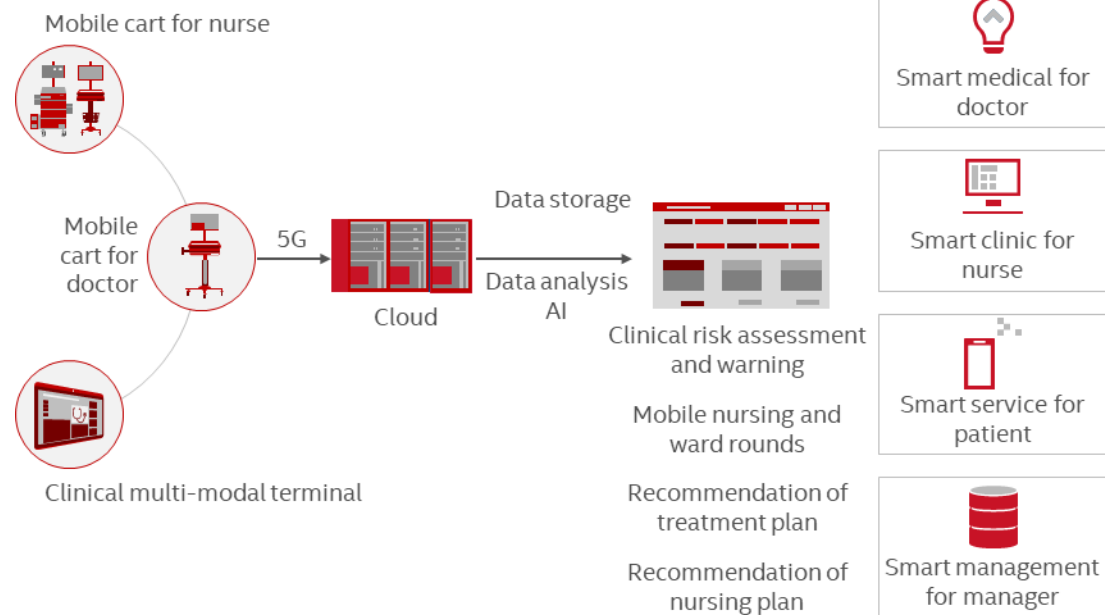 Mobile cart for nurse
Mobile
cart for
doctor
Clinical multi-modal terminal
5G
Cloud
Data storage
Data analysis
AI
Clinical risk assessment
and warning
Mobile nursing and
ward rounds
Recommendation of
treatment plan
Recommendation of
nursing plan
Smart medical for
doctor
Smart clinic for
nurse
Smart service for
patient
Smart management
for manager